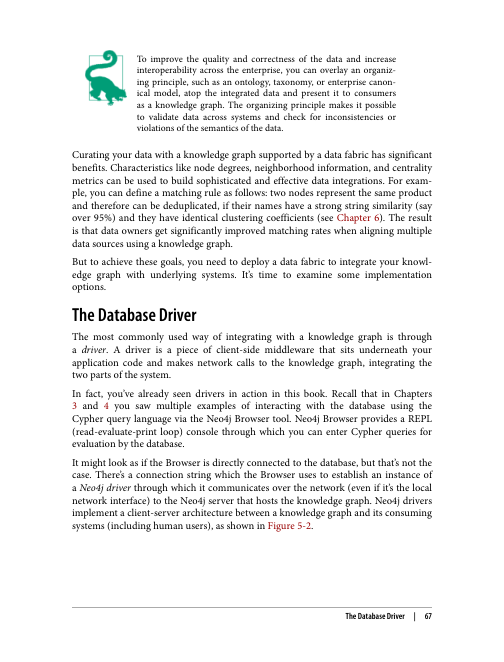 To improve the quality and correctness of the data and increase
interoperability across the enterprise, you can overlay an organiz-
ing principle, such as an ontology, taxonomy, or enterprise canon-
ical model, atop the integrated data and present it to consumers
as a knowledge graph. The organizing principle makes it possible
to validate data across systems and check for inconsistencies or
violations of the semantics of the data.
Curating your data with a knowledge graph supported by a data fabric has significant
benefits. Characteristics like node degrees, neighborhood information, and centrality
metrics can be used to build sophisticated and effective data integrations. For exam-
ple, you can define a matching rule as follows: two nodes represent the same product
and therefore can be deduplicated, if their names have a strong string similarity (say
over 95%) and they have identical clustering coefficients (see Chapter 6). The result
is that data owners get significantly improved matching rates when aligning multiple
data sources using a knowledge graph.
But to achieve these goals, you need to deploy a data fabric to integrate your knowl-
edge graph with underlying systems. It’s time to examine some implementation
options.
The Database Driver
The most commonly used way of integrating with a knowledge graph is through
a driver. A driver is a piece of client-side middleware that sits underneath your
application code and makes network calls to the knowledge graph, integrating the
two parts of the system.
In fact, you’ve already seen drivers in action in this book. Recall that in Chapters
3 and 4 you saw multiple examples of interacting with the database using the
Cypher query language via the Neo4j Browser tool. Neo4j Browser provides a REPL
(read-evaluate-print loop) console through which you can enter Cypher queries for
evaluation by the database.
It might look as if the Browser is directly connected to the database, but that’s not the
case. There’s a connection string which the Browser uses to establish an instance of
a Neo4j driver through which it communicates over the network (even if it’s the local
network interface) to the Neo4j server that hosts the knowledge graph. Neo4j drivers
implement a client-server architecture between a knowledge graph and its consuming
systems (including human users), as shown in Figure 5-2.
The Database Driver | 67